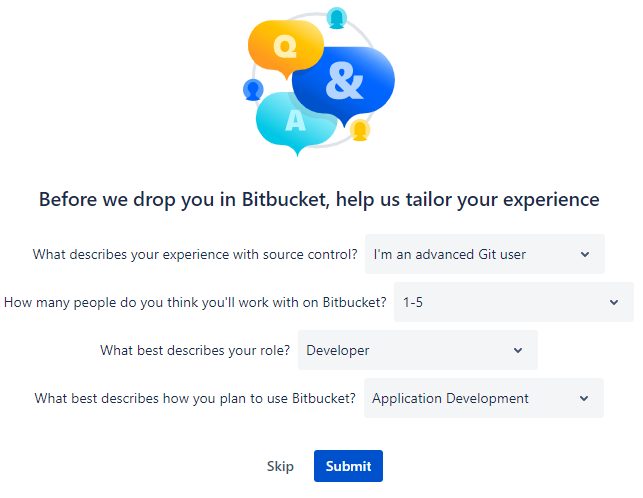 Q
&
A
Before we drop you in Bitbucket, help us tailor your experience
What describes your experience with source control? I'm an advanced Git user
How many people do you think you'll work with on Bitbucket? 1-5
What best describes your role? Developer
What best describes how you plan to use Bitbucket? Application Development
Skip Submit